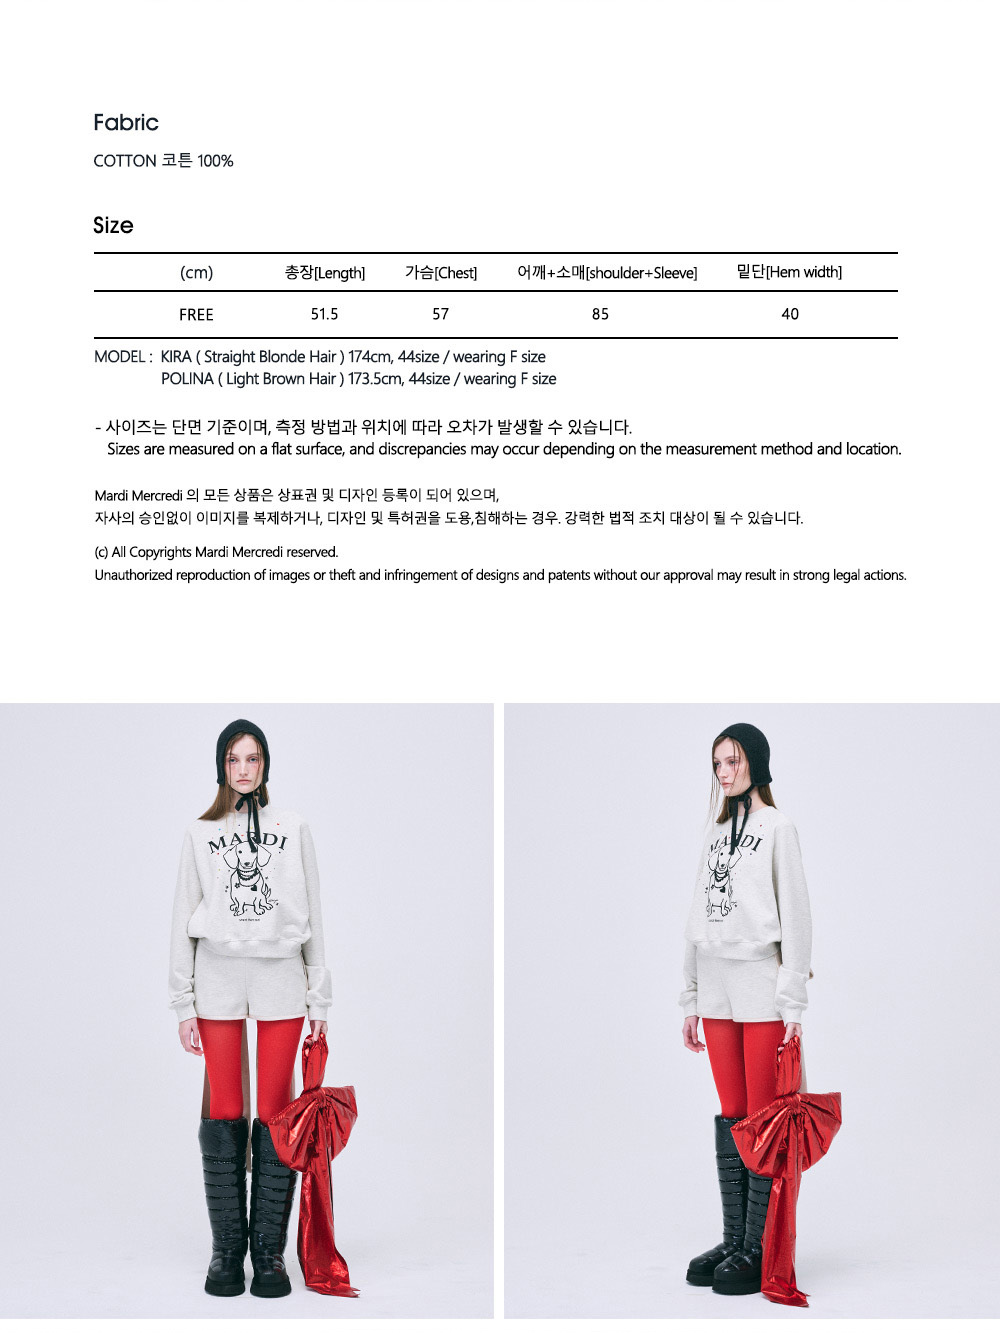 Fabric
COTTON 코튼 100%
Size
(cm) 총장[Length] 가슴[Chest] 어깨+소매[shoulder+Sleeve] 밑단[Hem width]
FREE 51.5 57 85 40
MODEL : KIRA ( Straight Blonde Hair ) 174cm, 44size / wearing F size
POLINA ( Light Brown Hair ) 173.5cm, 44size / wearing F size
- 사이즈는 단면 기준이며, 측정 방법과 위치에 따라 오차가 발생할 수 있습니다.
Sizes are measured on a flat surface, and discrepancies may occur depending on the measurement method and location.
Mardi Mercredi 의 모든 상품은 상표권 및 디자인 등록이 되어 있으며,
자사의 승인없이 이미지를 복제하거나, 디자인 및 특허권을 도용,침해하는 경우. 강력한 법적 조치 대상이 될 수 있습니다.
(c) All Copyrights Mardi Mercredi reserved.
Unauthorized reproduction of images or theft and infringement of designs and patents without our approval may result in strong legal actions.
MARDI
MARDI